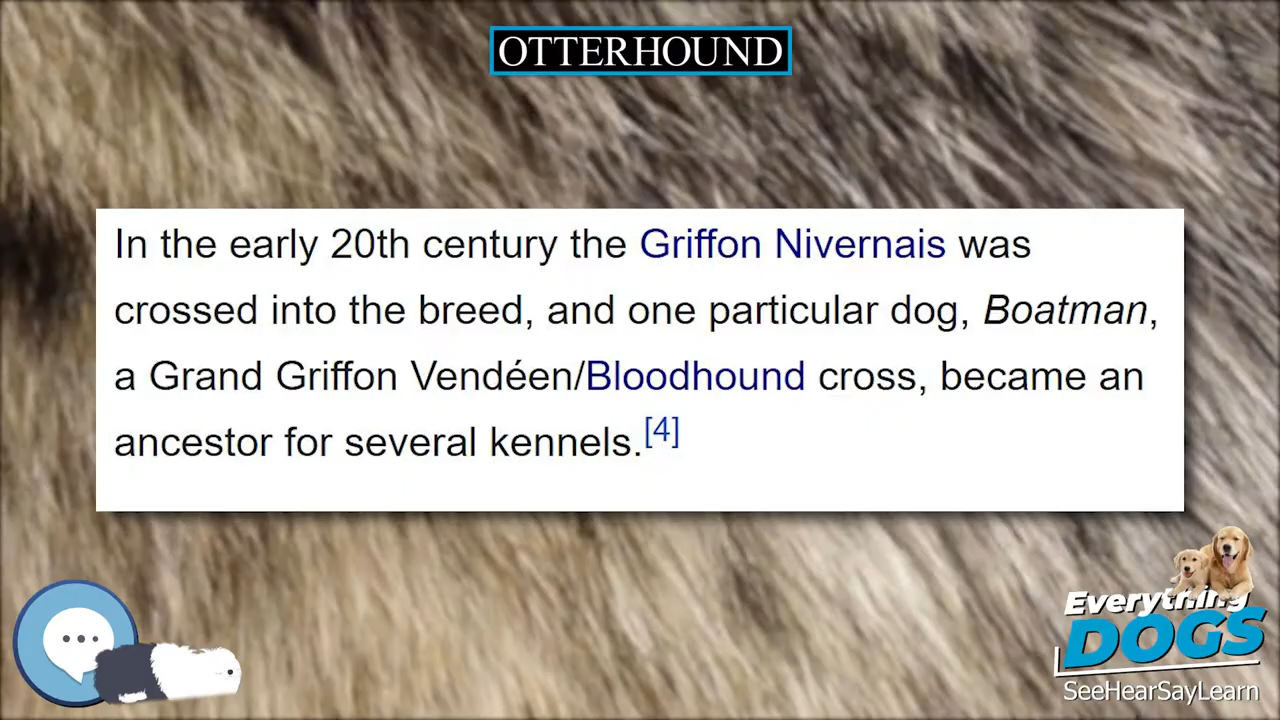 OTTERHOUND
In the early 20th century the Griffon Nivernais was
crossed into the breed, and one particular dog, Boatman,
a Grand Griffon Vendéen/Bloodhound cross, became an
ancestor for several kennels.[4]
Everything
DOGS
SeeHearSayLearn